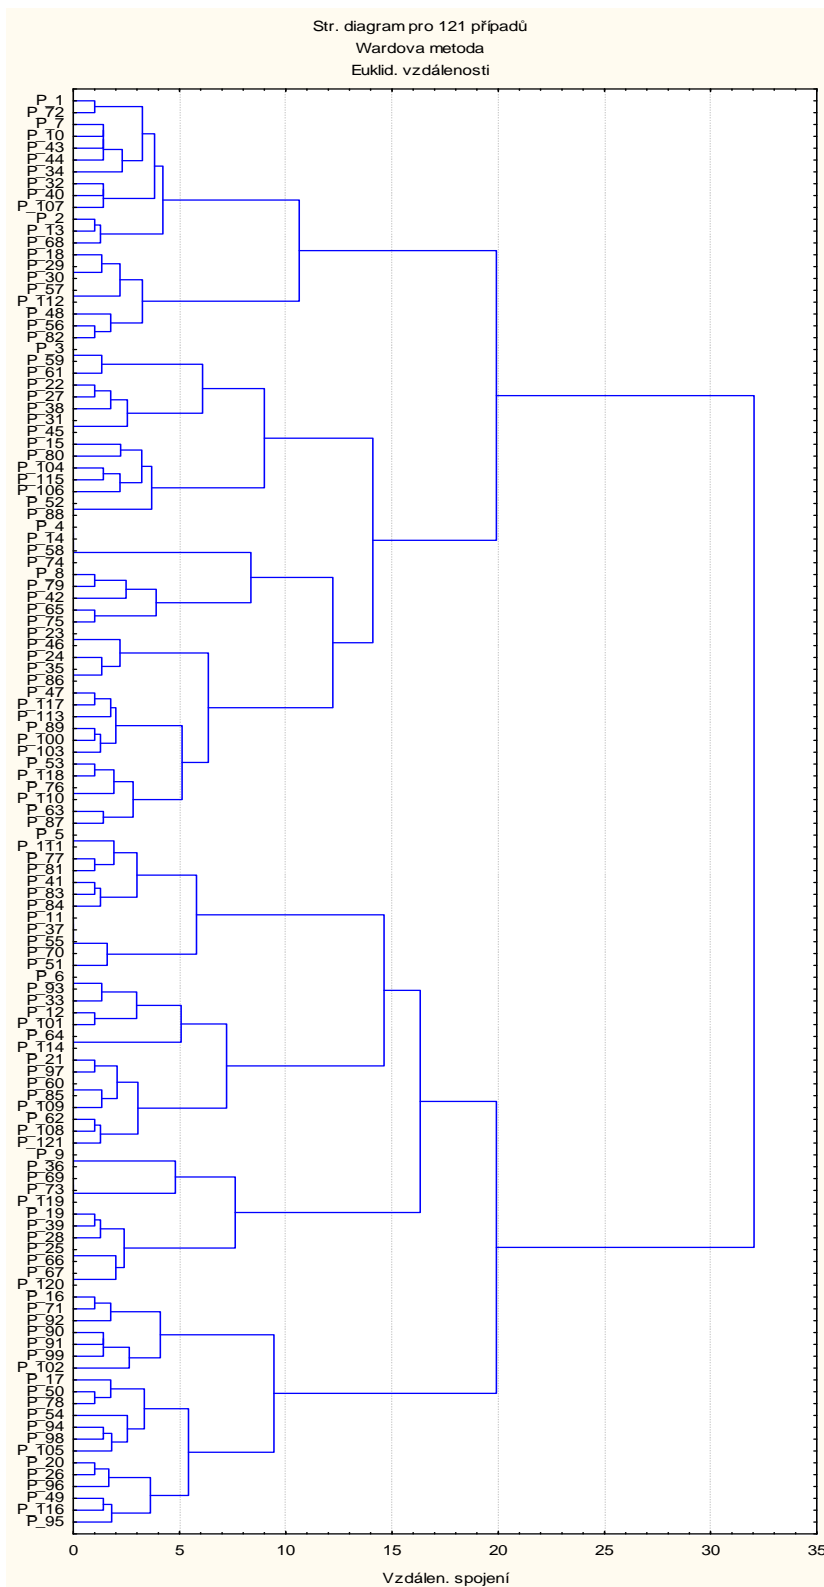 Str. diagram pro 121 případů
Wardova metoda
Euklid. vzdálenosti
P_1
P_72
P_7
P_10
P_43
P_44
P_34
P_32
P_40
P_107
P_2
P_13
P_68
P_18
P_29
P_30
P_57
P_112
P_48
P_56
P_82
P_3
P_59
P_61
P_22
P_27
P_38
P_31
P_45
P_15
P_80
P_104
P_115
P_106
P_52
P_88
P_4
P_14
P_58
P_74
P_8
P_79
P_42
P_65
P_75
P_23
P_46
P_24
P_35
P_86
P_47
P_117
P_113
P_89
P_100
P_103
P_53
P_118
P_76
P_110
P_63
P_87
P_5
P_111
P_77
P_81
P_41
P_83
P_84
P_11
P_37
P_55
P_70
P_51
P_6
P_93
P_33
P_12
P_101
P_64
P_114
P_21
P_97
P_60
P_85
P_109
P_62
P_108
P_121
P_9
P_36
P_69
P_73
P_119
P_19
P_39
P_28
P_25
P_66
P_67
P_120
P_16
P_71
P_92
P_90
P_91
P_99
P_102
P_17
P_50
P_78
P_54
P_94
P_98
P_105
P_20
P_26
P_96
P_49
P_116
P_95
0 5 10 15 20 25 30 35
Vzdálen. spojení